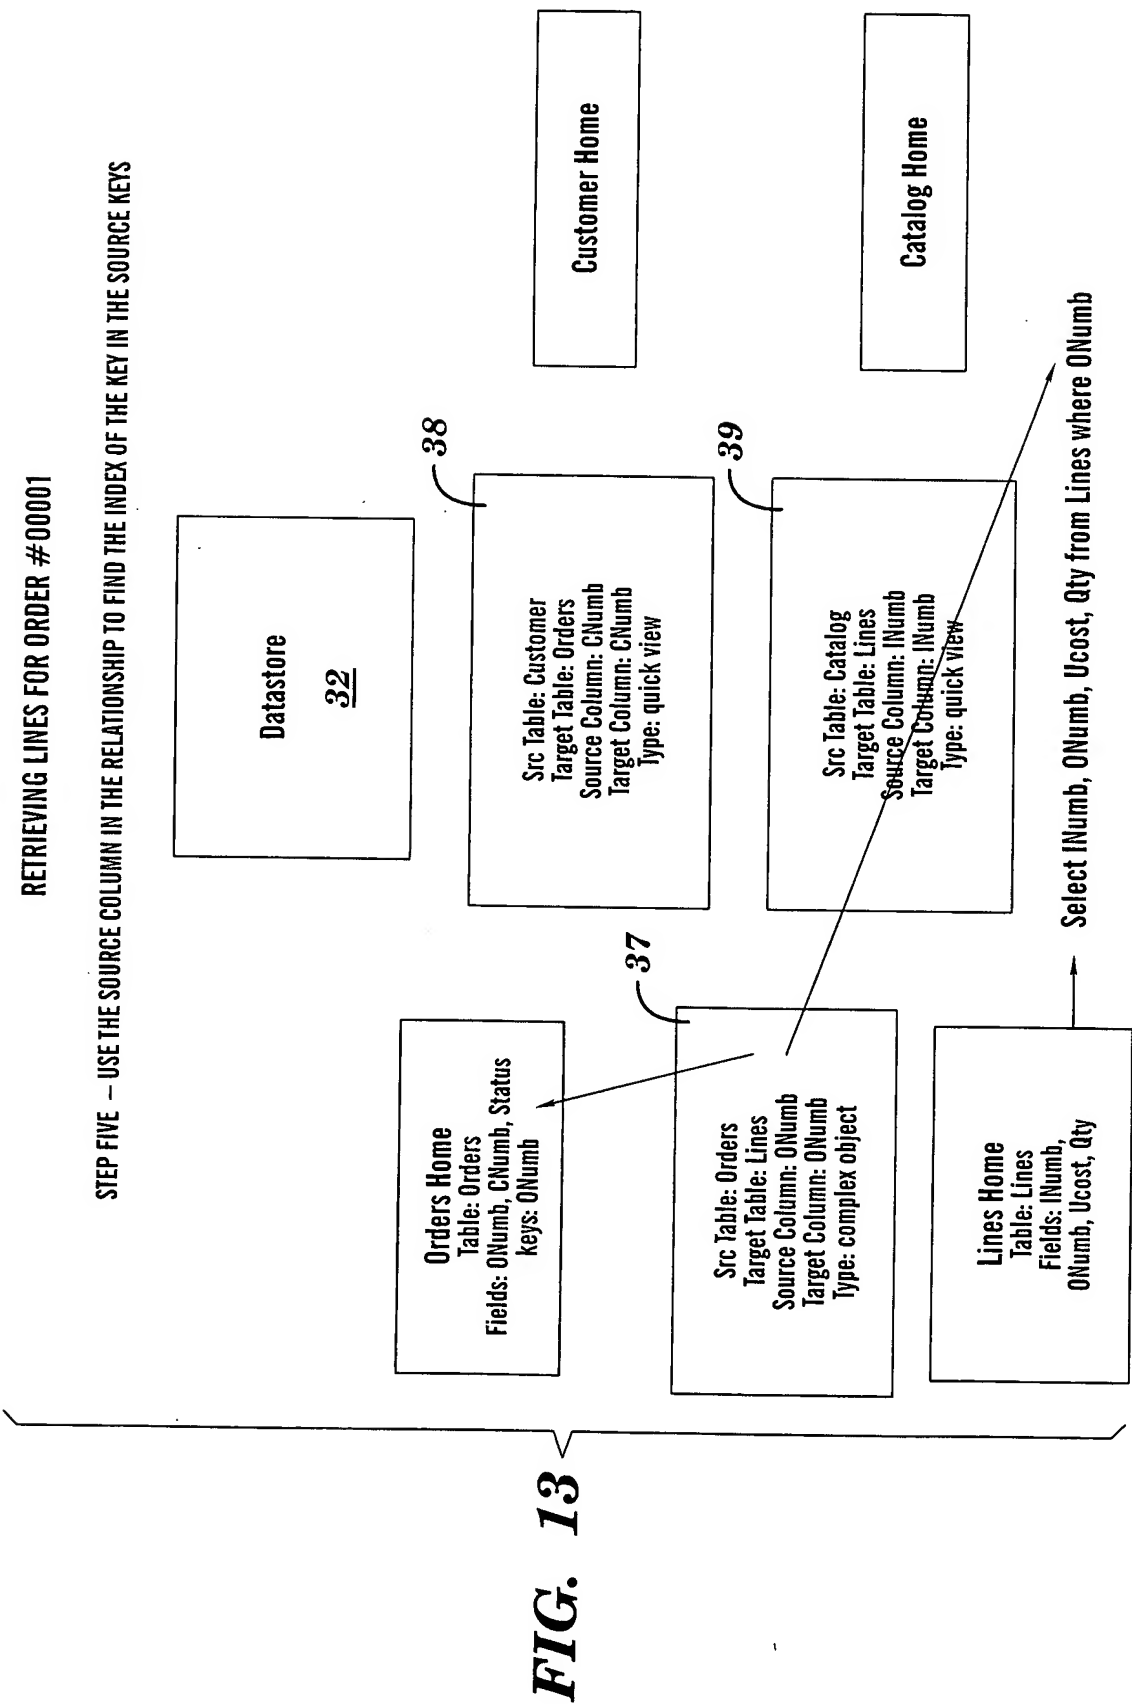 RETRIEVING LINES FOR ORDER #00001
STEP FIVE – USE THE SOURCE COLUMN IN THE RELATIONSHIP TO FIND THE INDEX OF THE KEY IN THE SOURCE KEYS
Datastore
32
Orders Home
Table: Orders
Fields: ONumb, CNumb, Status
keys: ONumb
38
Src Table: Customer
Target Table: Orders
Source Column: CNumb
Target Column: CNumb
Type: quick view
Customer Home
37
Src Table: Orders
Target Table: Lines
Source Column: ONumb
Target Column: ONumb
Type: complex object
39
Src Table: Catalog
Target Table: Lines
Source Column: INumb
Target Column: INumb
Type: quick view
Catalog Home
Lines Home
Table: Lines
Fields: INumb,
ONumb, Ucost, Qty
Select INumb, ONumb, Ucost, Qty from Lines where ONumb
FIG. 13